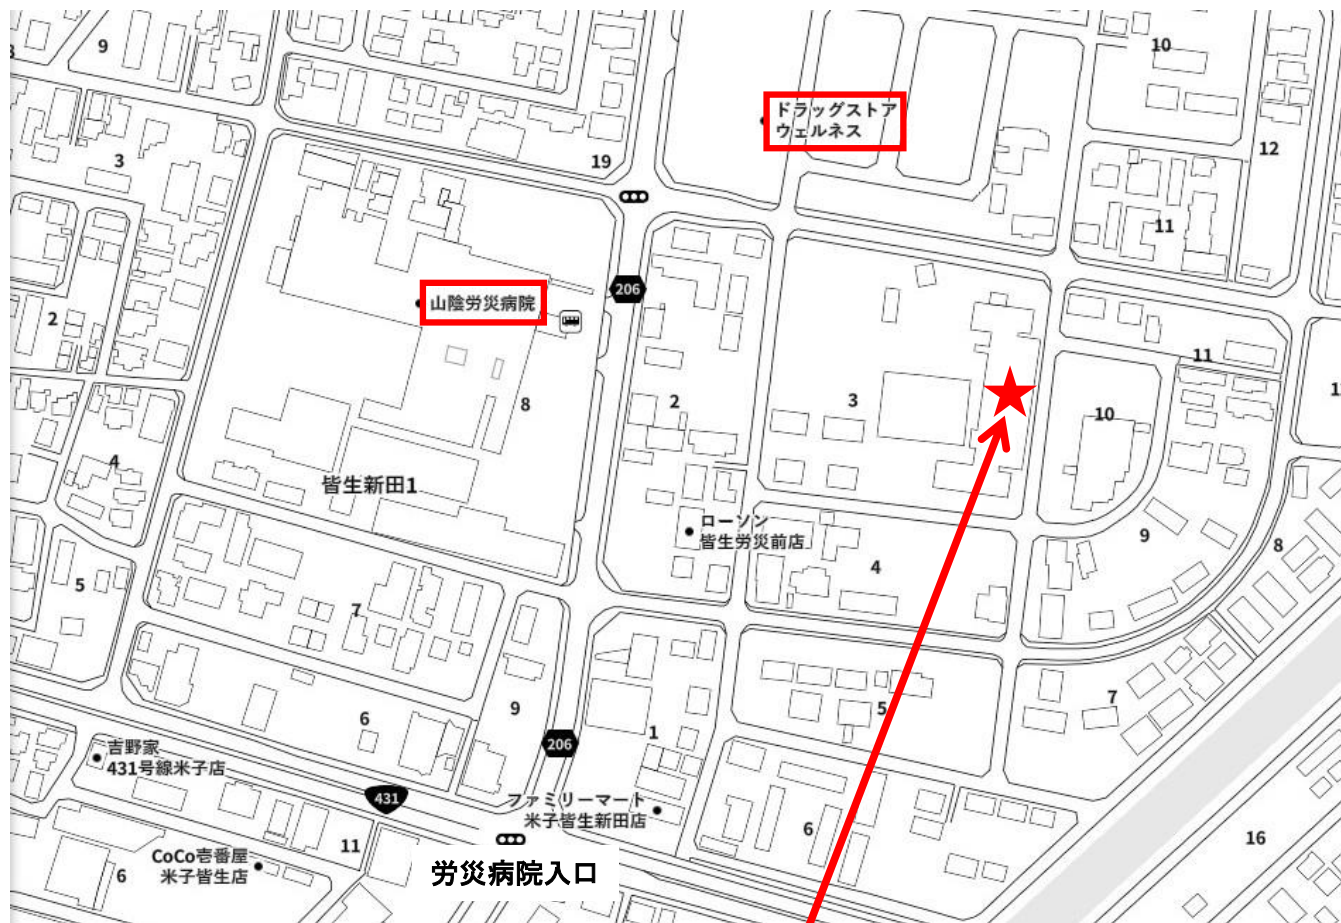 9
10
ドラッグストア
ウェルネス
12
3
19
11
206
山陰労災病院
2
8
2
3
11
10
4
皆生新田1
ローソン
皆生労災前店
9
8
5
4
7
7
6
9
5
1
206
吉野家
431号線米子店
431
ファミリーマート
米子皆生新田店
6
16
11
CoCo壱番屋
米子皆生店
6
労災病院入口